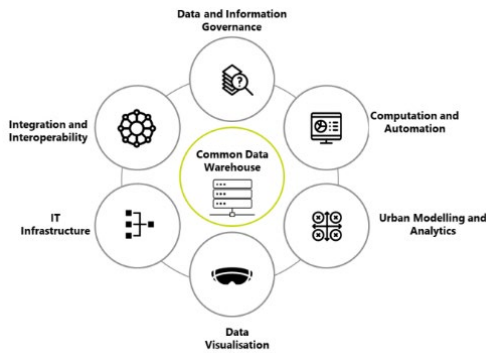 Data and Information
Governance
Computation and
Automation
Urban Modelling and
Analytics
Data
Visualisation
IT
Infrastructure
Integration and
Interoperability
Common Data
Warehouse
?